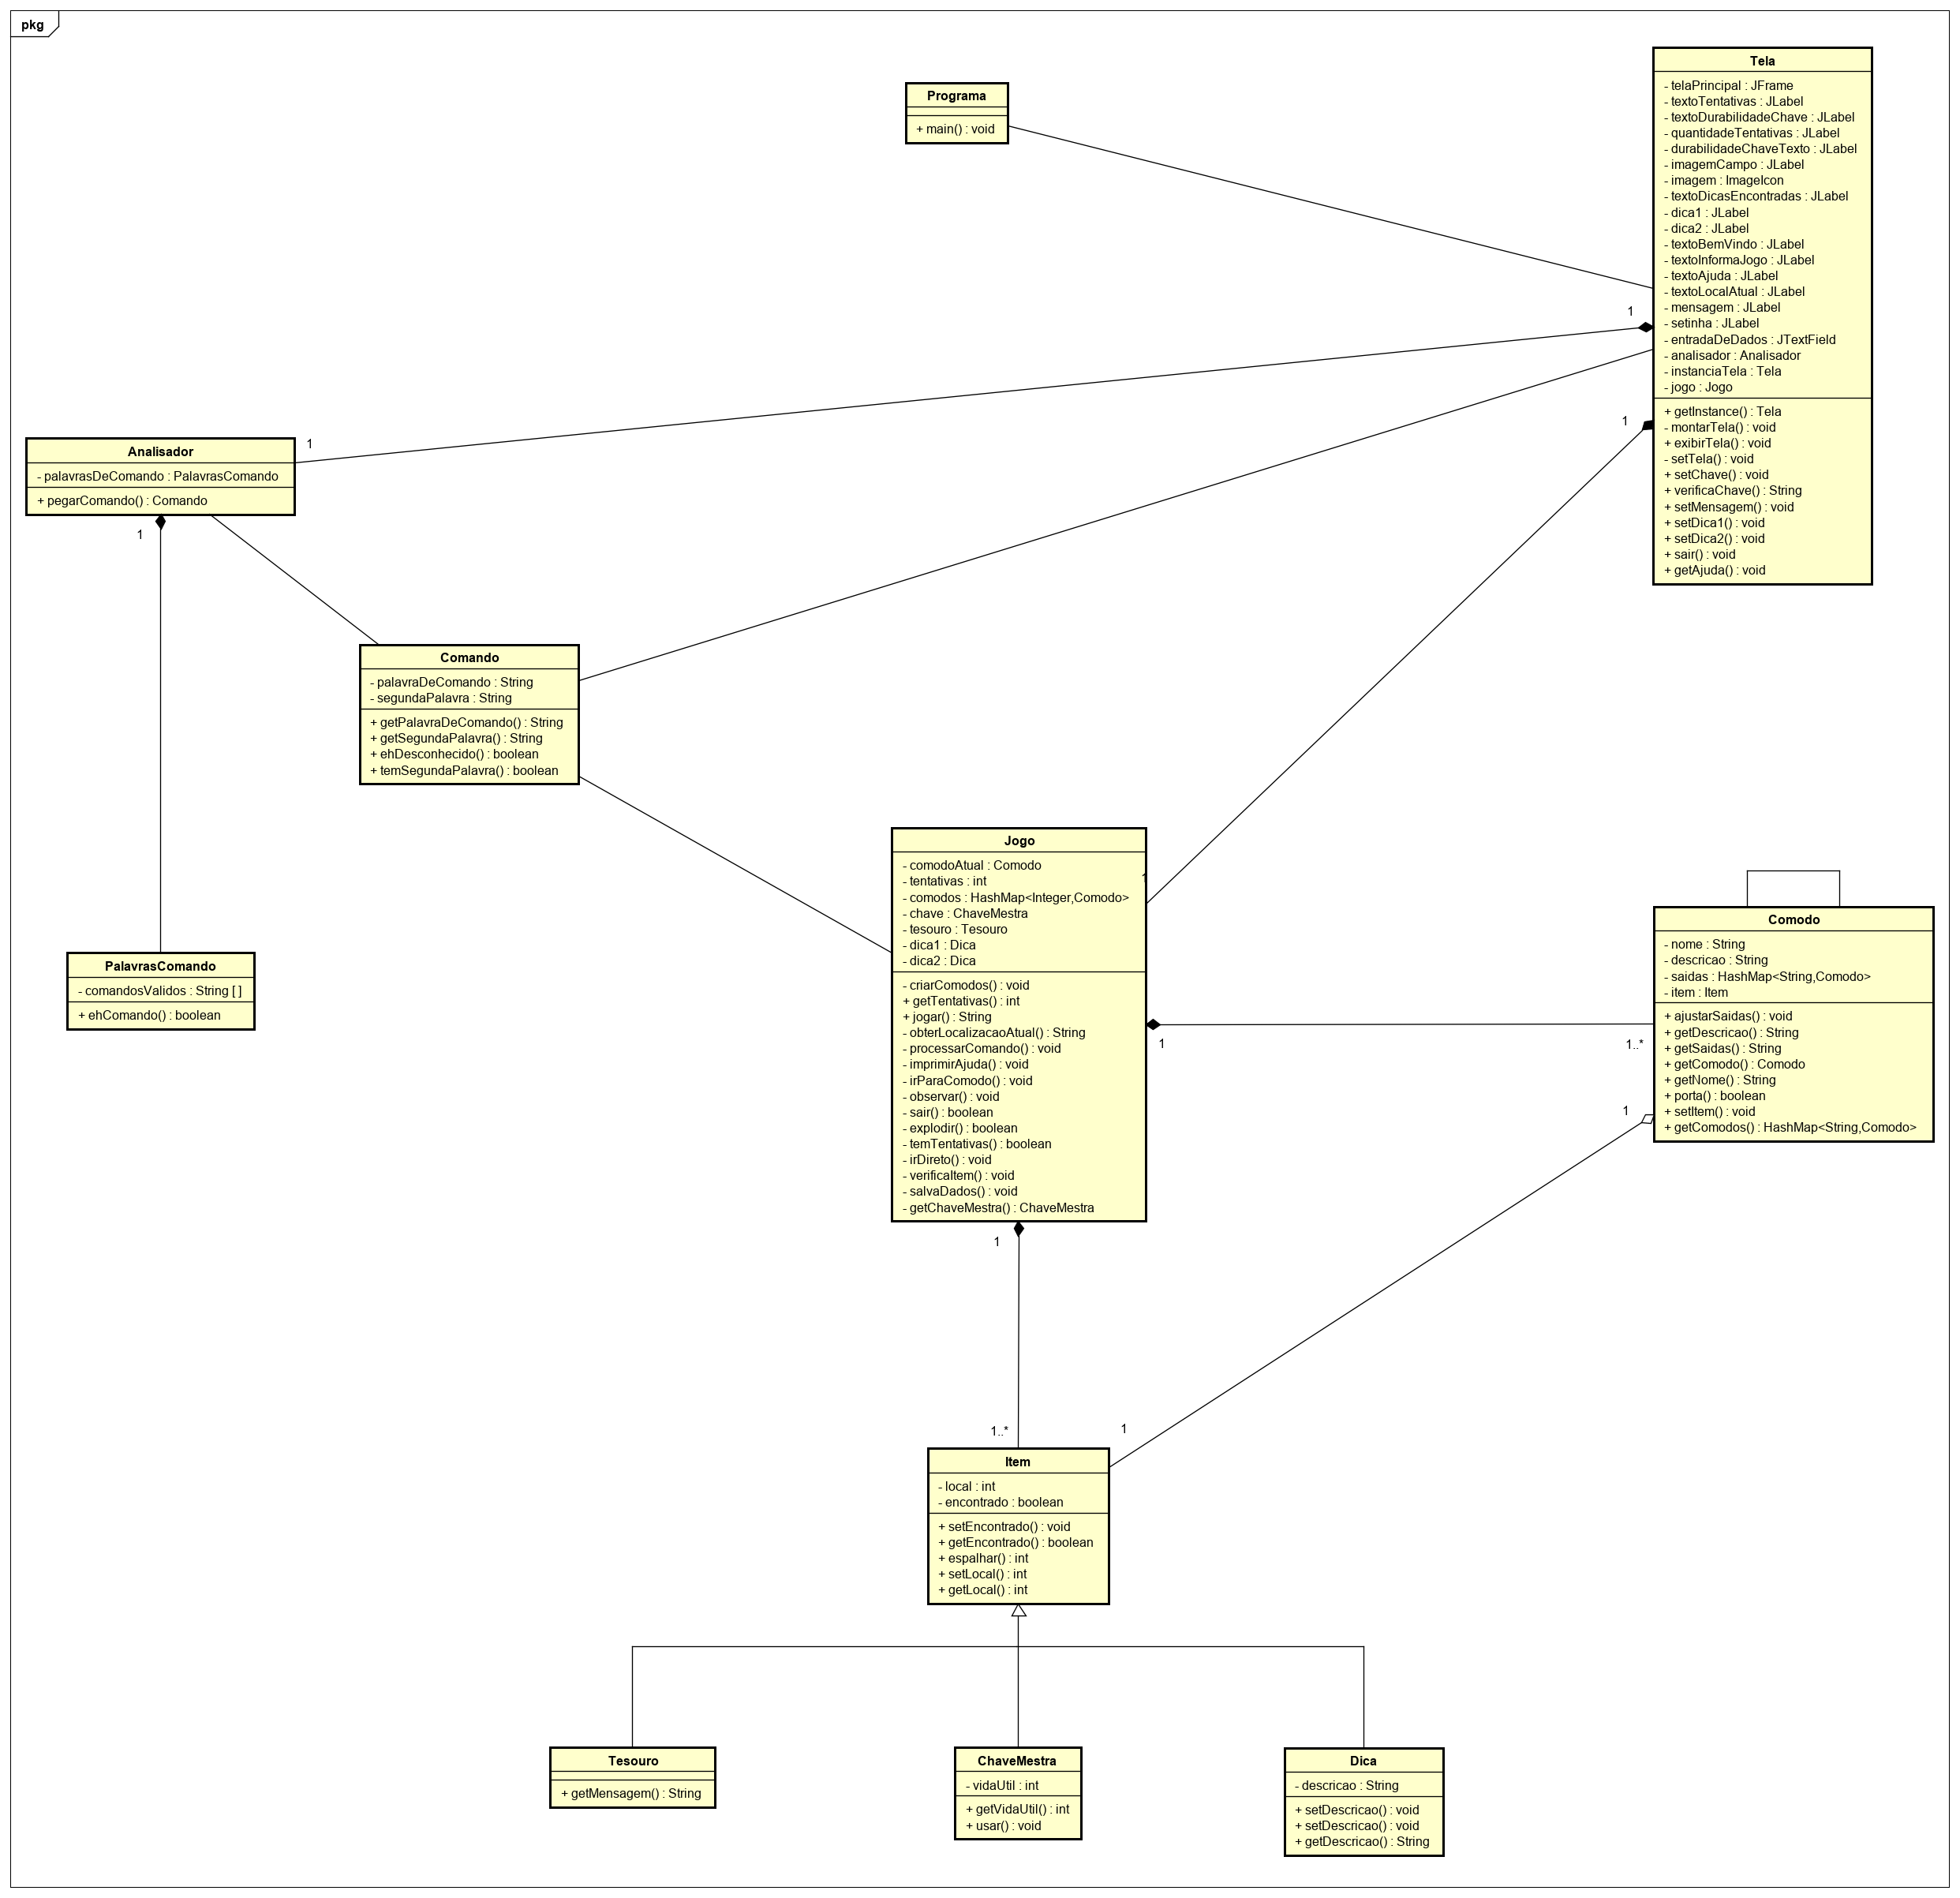 pkg
Programa
+ main() : void
Tela
- telaPrincipal : JFrame
- textoTentativas : JLabel
- textoDurabilidadeChave : JLabel
- quantidadeTentativas : JLabel
- durabilidadeChaveTexto : JLabel
- imagemCampo : JLabel
- imagem : ImageIcon
- textoDicasEncontradas : JLabel
- dica1 : JLabel
- dica2 : JLabel
- textoBemVindo : JLabel
- textoInformaJogo : JLabel
- textoAjuda : JLabel
- textoLocalAtual : JLabel
- mensagem : JLabel
- setinha : JLabel
- entradaDeDados : JTextField
- analisador : Analisador
- instanciaTela : Tela
- jogo : Jogo
+ getInstance() : Tela
- montarTela() : void
+ exibirTela() : void
- setTela() : void
+ setChave() : void
+ verificaChave() : String
+ setMensagem() : void
+ setDica1() : void
+ setDica2() : void
+ sair() : void
+ getAjuda() : void
1
1
1
Analisador
- palavrasDeComando : PalavrasComando
+ pegarComando() : Comando
1
Comando
- palavraDeComando : String
- segundaPalavra : String
+ getPalavraDeComando() : String
+ getSegundaPalavra() : String
+ ehDesconhecido() : boolean
+ temSegundaPalavra() : boolean
PalavrasComando
- comandosValidos : String [ ]
+ ehComando() : boolean
Jogo
- comodoAtual : Comodo
- tentativas : int
- comodos : HashMap<Integer,Comodo>
- chave : ChaveMestra
- tesouro : Tesouro
- dica1 : Dica
- dica2 : Dica
- criarComodos() : void
+ getTentativas() : int
+ jogar() : String
- obterLocalizacaoAtual() : String
- processarComando() : void
- imprimirAjuda() : void
- irParaComodo() : void
- observar() : void
- sair() : boolean
- explodir() : boolean
- temTentativas() : boolean
- irDireto() : void
- verificaItem() : void
- salvaDados() : void
- getChaveMestra() : ChaveMestra
1
1
1..*
Comodo
- nome : String
- descricao : String
- saidas : HashMap<String,Comodo>
- item : Item
+ ajustarSaidas() : void
+ getDescricao() : String
+ getSaidas() : String
+ getComodo() : Comodo
+ getNome() : String
+ porta() : boolean
+ setItem() : void
+ getComodos() : HashMap<String,Comodo>
1
1
1..*
1
Item
- local : int
- encontrado : boolean
+ setEncontrado() : void
+ getEncontrado() : boolean
+ espalhar() : int
+ setLocal() : int
+ getLocal() : int
Tesouro
+ getMensagem() : String
ChaveMestra
- vidaUtil : int
+ getVidaUtil() : int
+ usar() : void
Dica
- descricao : String
+ setDescricao() : void
+ setDescricao() : void
+ getDescricao() : String